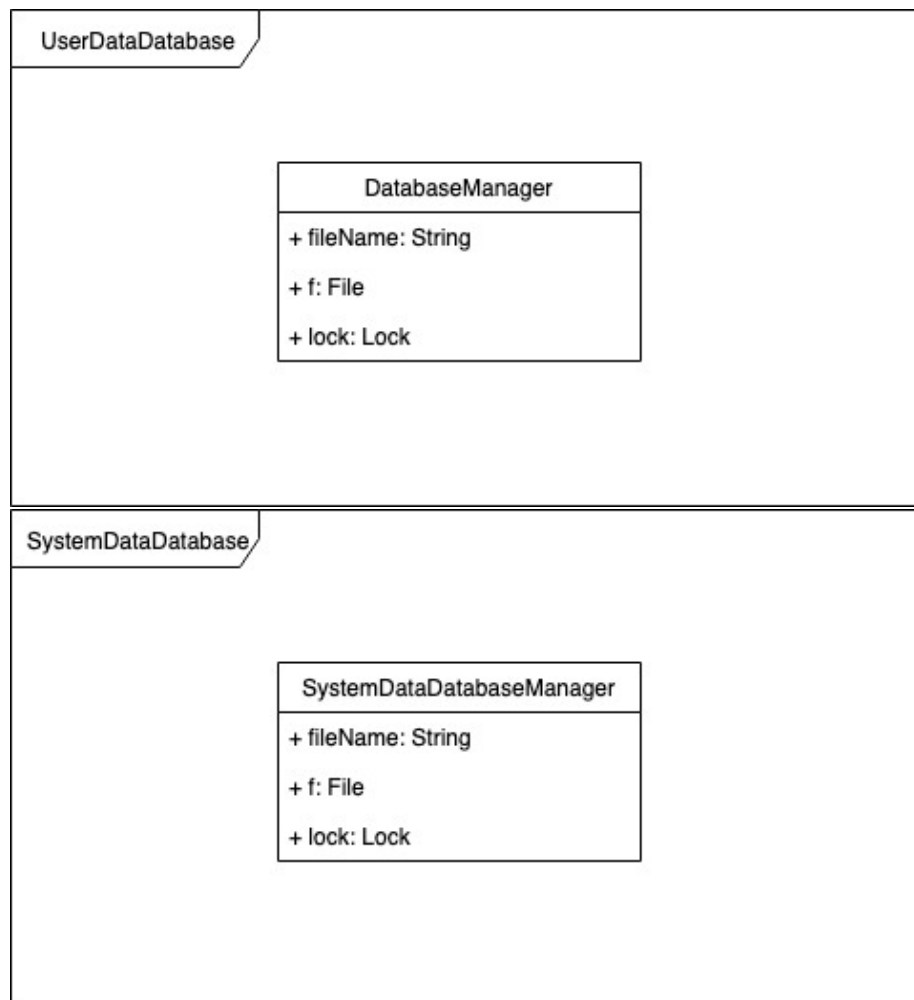 UserDataDatabase
DatabaseManager
+ fileName: String
+ f: File
+ lock: Lock
SystemDataDatabase
SystemDataDatabaseManager
+ fileName: String
+ f: File
+ lock: Lock